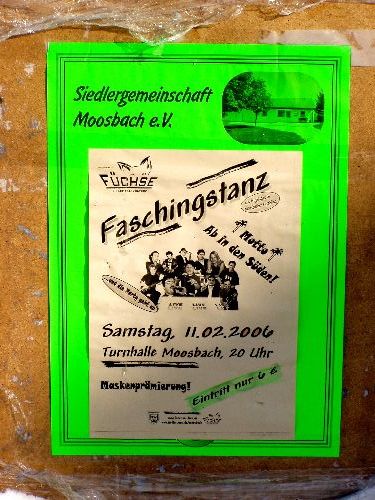 Siedlergemeinschaft
Moosbach e.V.
FÜCHSE
Faschingstanz
Motto
Ab in den Süden!
Samstag, 11.02.2006
Turnhalle Moosbach, 20 Uhr
Maskenprämierung!
Eintritt nur 6 €